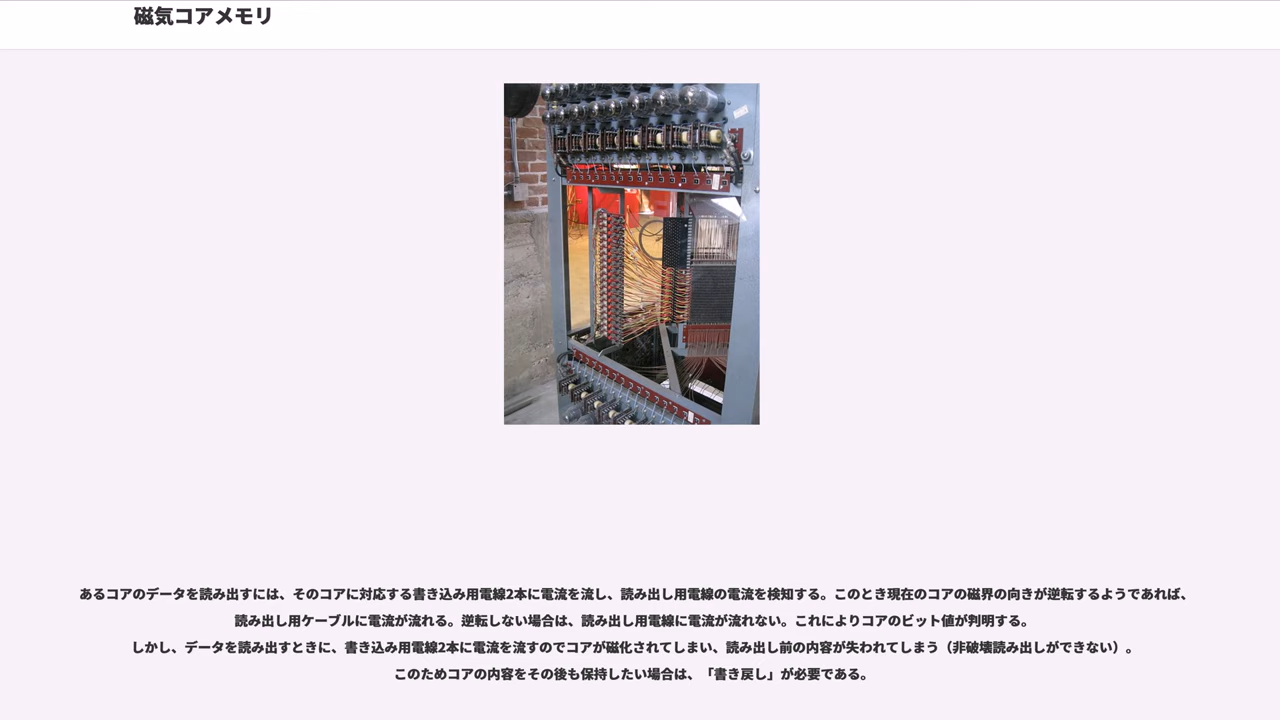 磁気コアメモリ
あるコアのデータを読み出すには、そのコアに対応する書き込み用電線2本に電流を流し、読み出し用電線の電流を検知する。このとき現在のコアの磁界の向きが逆転するようであれば、
読み出し用ケーブルに電流が流れる。逆転しない場合は、読み出し用電線に電流が流れない。これによりコアのビット値が判明する。
しかし、データを読み出すときに、書き込み用電線2本に電流を流すのでコアが磁化されてしまい、読み出し前の内容が失われてしまう（非破壊読み出しができない）。
このためコアの内容をその後も保持したい場合は、「書き戻し」が必要である。